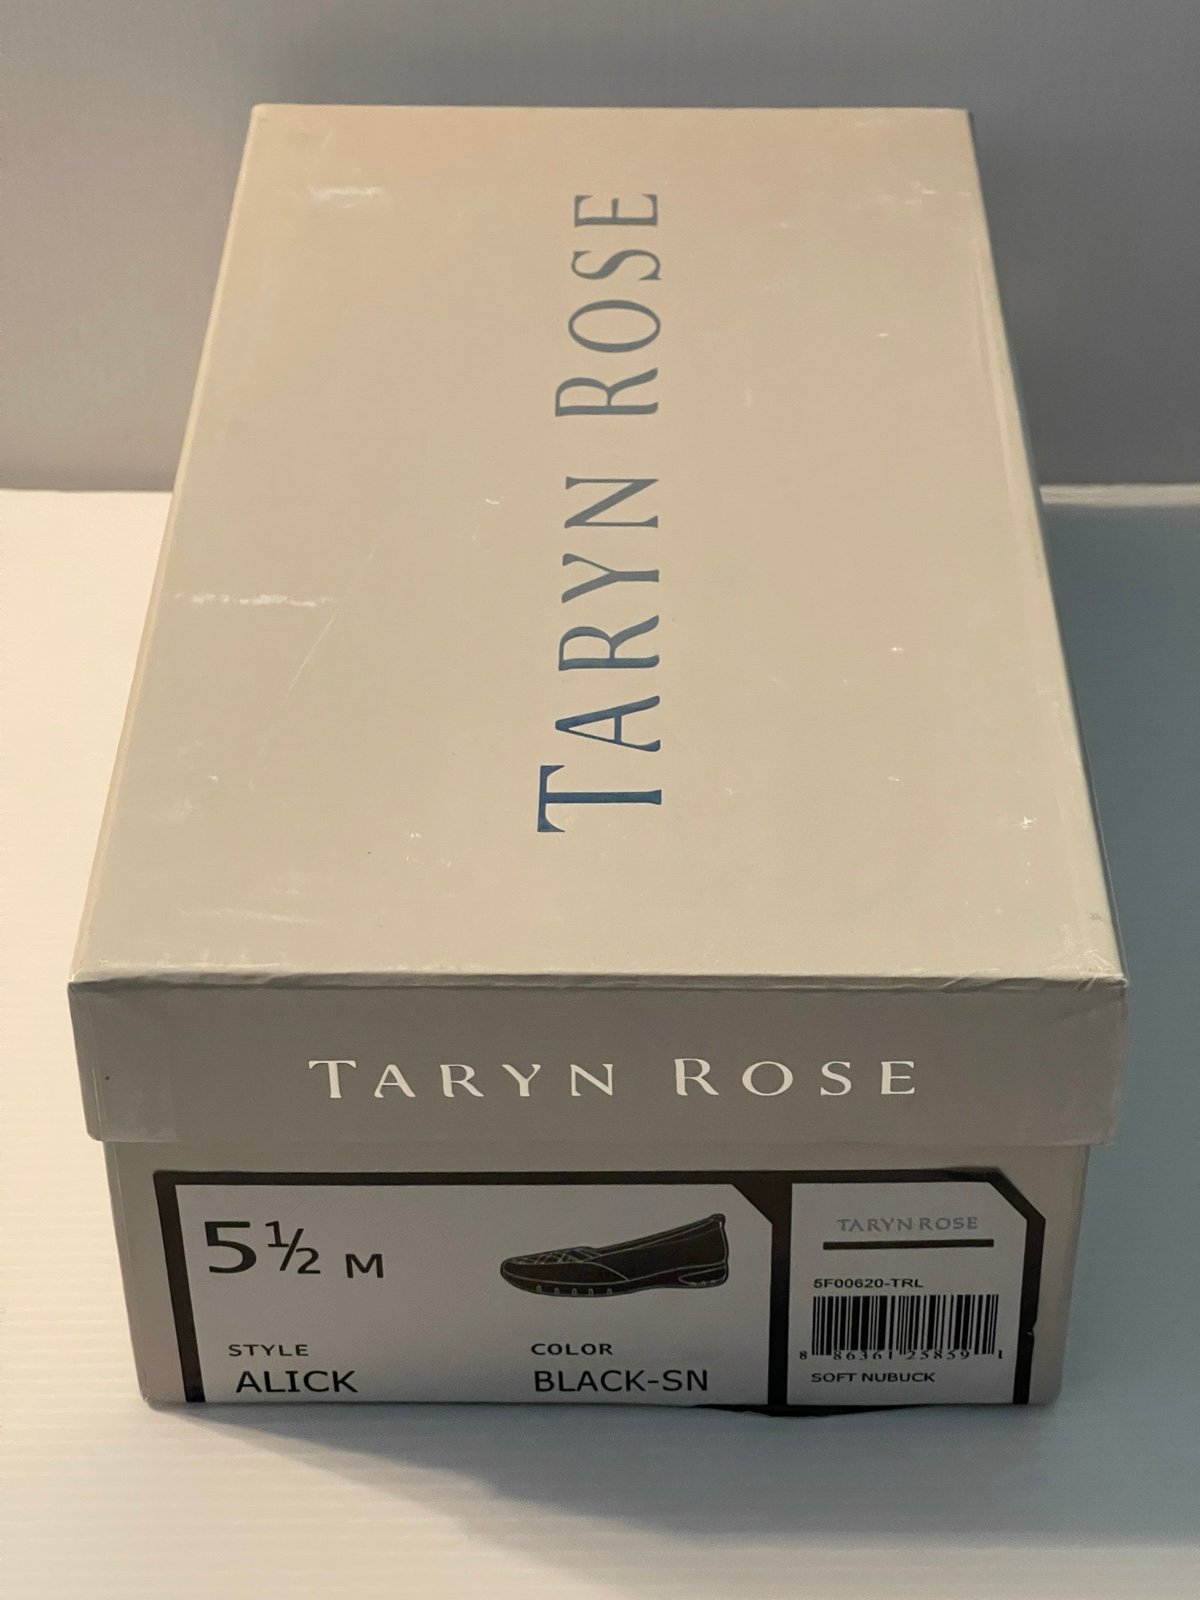 TARYN ROSE
TARYN ROSE
5½ M
STYLE
ALICK
COLOR
BLACK-SN
TARYN ROSE
5F00620-TRL
8 86361 25859 1
SOFT NUBUCK